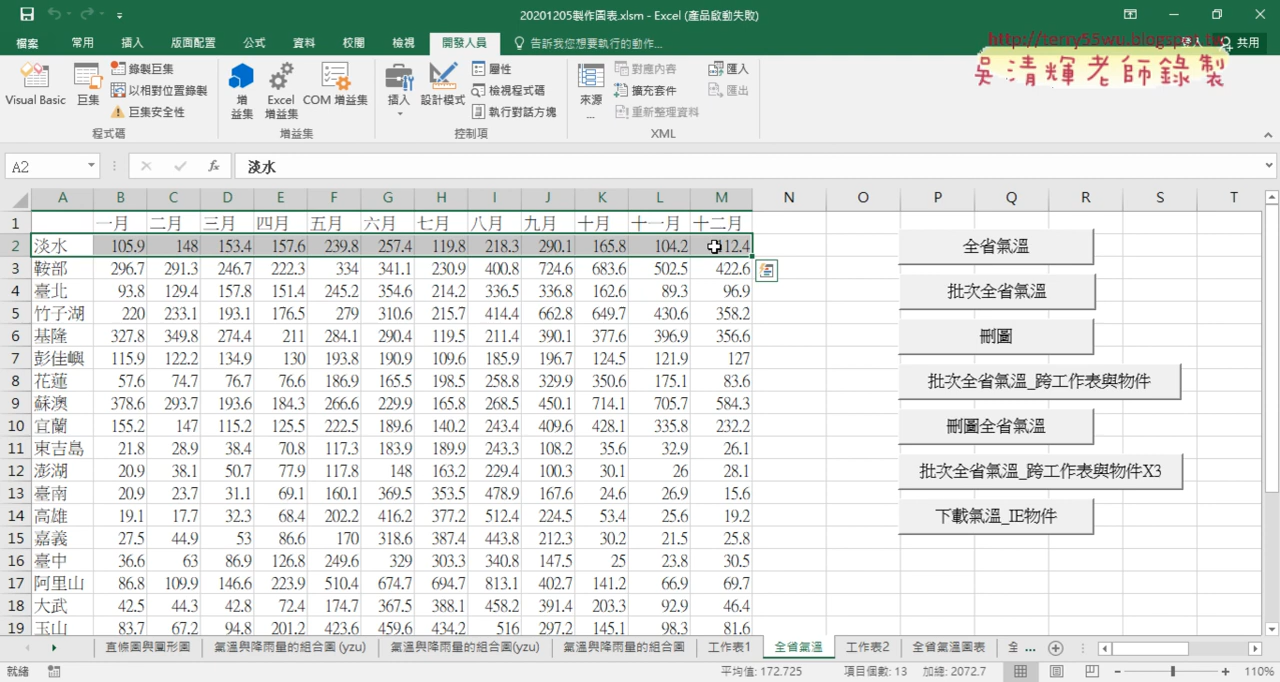 20201205製作圖表.xlsm - Excel (產品啟動失敗)
檔案 常用 插入 版面配置 公式 資料 校閱 檢視 開發人員 告訴我您想要執行的動作... 共用
http://terry55wu.blogspot.tw
吳清輝老師錄製
Visual Basic 巨集 錄製巨集 以相對位置錄製 巨集安全性 程式碼
增益集 Excel 增益集 COM 增益集 增益集
插入 設計模式 屬性 檢視程式碼 執行對話方塊 控制項
來源... 對應內容 擴充套件 重新整理資料 匯入 匯出 XML
A2 fx 淡水
A B C D E F G H I J K L M N O P Q R S T
1 一月 二月 三月 四月 五月 六月 七月 八月 九月 十月 十一月 十二月
2 淡水 105.9 148 153.4 157.6 239.8 257.4 119.8 218.3 290.1 165.8 104.2 12.4
3 鞍部 296.7 291.3 246.7 222.3 334 341.1 230.9 400.8 724.6 683.6 502.5 422.6
4 臺北 93.8 129.4 157.8 151.4 245.2 354.6 214.2 336.5 336.8 162.6 89.3 96.9
5 竹子湖 220 233.1 193.1 176.5 279 310.6 215.7 414.4 662.8 649.7 430.6 358.2
6 基隆 327.8 349.8 274.4 211 284.1 290.4 119.5 211.4 390.1 377.6 396.9 356.6
7 彭佳嶼 115.9 122.2 134.9 130 193.8 190.9 109.6 185.9 196.7 124.5 121.9 127
8 花蓮 57.6 74.7 76.7 76.6 186.9 165.5 198.5 258.8 329.9 350.6 175.1 83.6
9 蘇澳 378.6 293.7 193.6 184.3 266.6 229.9 165.8 268.5 450.1 714.1 705.7 584.3
10 宜蘭 155.2 147 115.2 125.5 222.5 189.6 140.2 243.4 409.6 428.1 335.8 232.2
11 東吉島 21.8 28.9 38.4 70.8 117.3 183.9 189.9 243.3 108.2 35.6 32.9 26.1
12 澎湖 20.9 38.1 50.7 77.9 117.8 148 163.2 229.4 100.3 30.1 26 28.1
13 臺南 20.9 23.7 31.1 69.1 160.1 369.5 353.5 478.9 167.6 24.6 26.9 15.6
14 高雄 19.1 17.7 32.3 68.4 202.2 416.2 377.2 512.4 224.5 53.4 25.6 19.2
15 嘉義 27.5 44.9 53 86.6 170 318.6 387.4 443.8 212.3 30.2 21.5 25.8
16 臺中 36.6 63 86.9 126.8 249.6 329 303.3 340.8 147.5 25 23.8 30.5
17 阿里山 86.8 109.9 146.6 223.9 510.4 674.7 694.7 813.1 402.7 141.2 66.9 69.7
18 大武 42.5 44.3 42.8 72.4 174.7 367.5 388.1 458.2 391.4 203.3 92.9 46.4
19 玉山 83.7 67.2 94.8 201.2 423.6 459.6 434.2 516 297.2 145.1 98.3 81.6
全省氣溫
批次全省氣溫
刪圖
批次全省氣溫_跨工作表與物件
刪圖全省氣溫
批次全省氣溫_跨工作表與物件X3
下載氣溫_IE物件
直條圖與圖形圖 氣溫與降雨量的組合圖 (yzu) 氣溫與降雨量的組合圖(yzu) 氣溫與降雨量的組合圖 工作表1 全省氣溫 工作表2 全省氣溫圖表 全 ...
就緒 平均值: 172.725 項目個數: 13 加總: 2072.7 110%